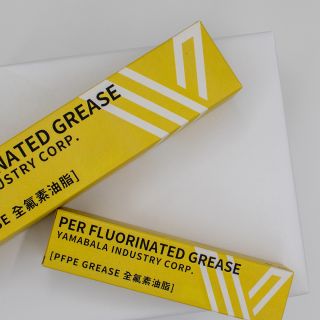 NATED GREASE
USTRY CORP.
SE 全氟素油脂]
PER FLUORINATED GREASE
YAMABALA INDUSTRY CORP.
[PFPE GREASE 全氟素油脂]